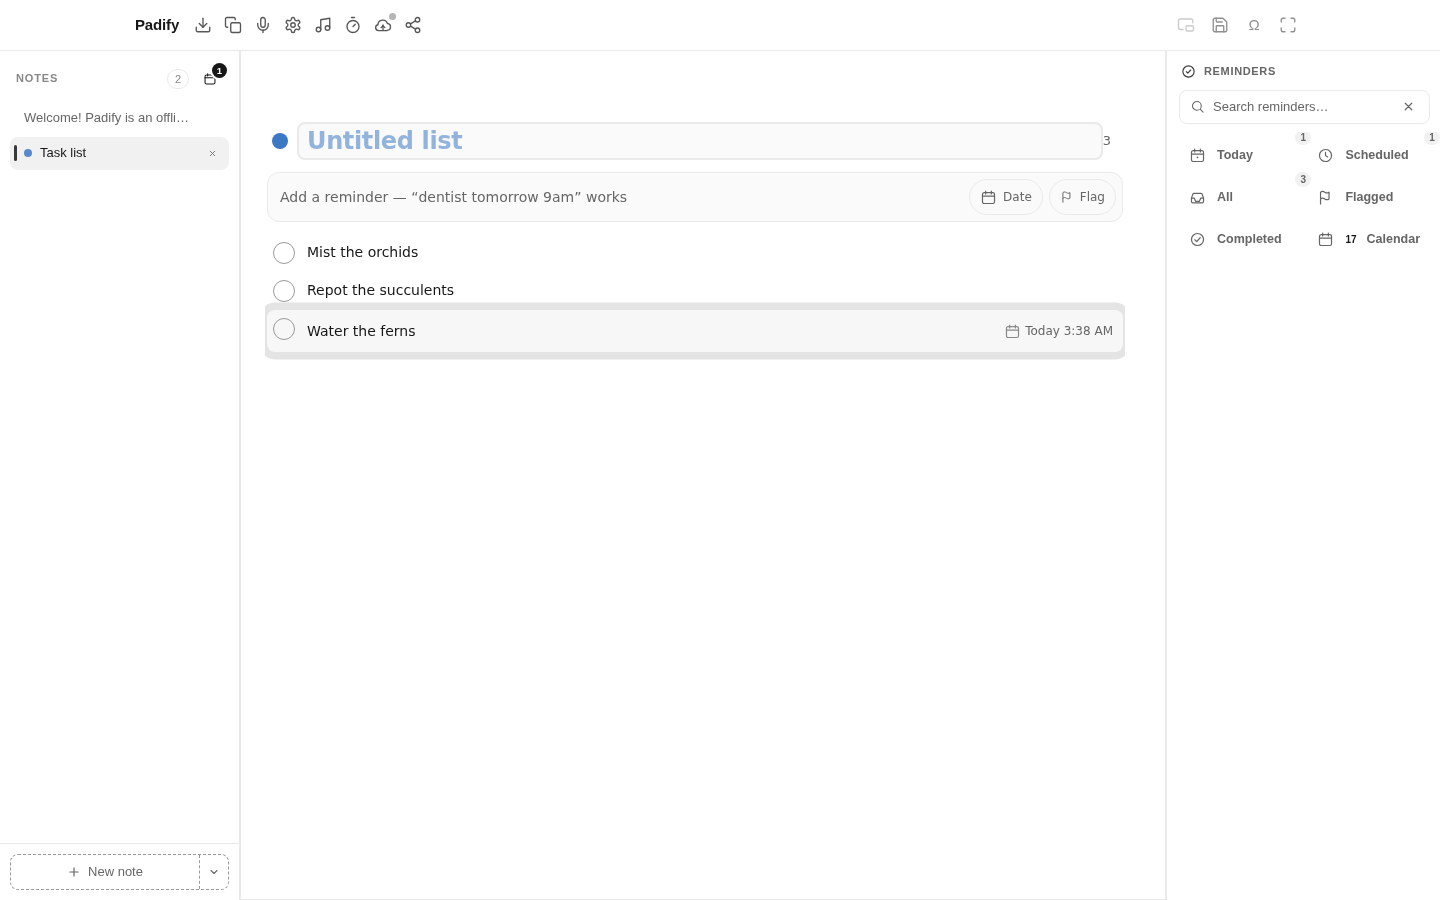 Padify
Ω
NOTES
2
1
Welcome! Padify is an offli…
Task list
New note
Untitled list
3
Add a reminder — “dentist tomorrow 9am” works
Date
Flag
Mist the orchids
Repot the succulents
Water the ferns
Today 3:38 AM
REMINDERS
Search reminders…
Today
1
Scheduled
1
All
3
Flagged
Completed
17 Calendar